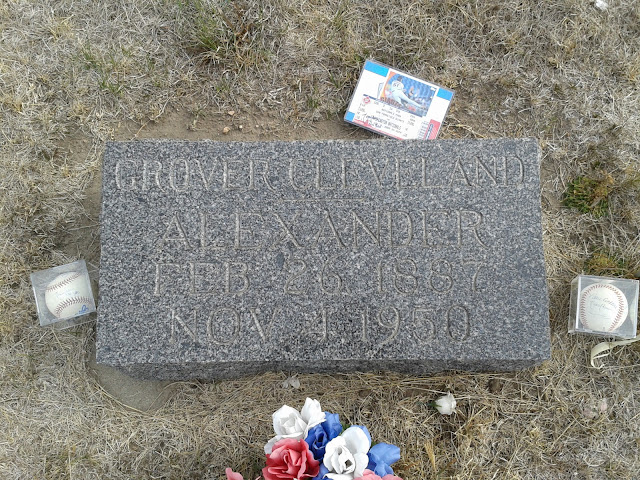 GROVER CLEVELAND
ALEXANDER
FEB 26 1887
NOV 4 1950